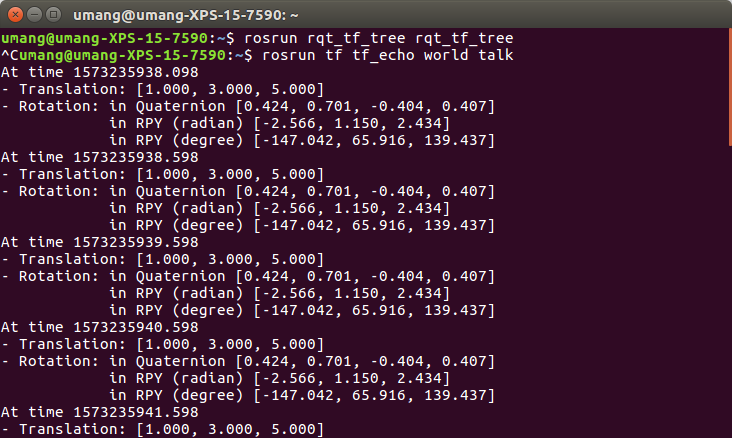 umang@umang-XPS-15-7590: ~
umang@umang-XPS-15-7590:~$ rosrun rqt_tf_tree rqt_tf_tree
^Cumang@umang-XPS-15-7590:~$ rosrun tf tf_echo world talk
At time 1573235938.098
- Translation: [1.000, 3.000, 5.000]
- Rotation: in Quaternion [0.424, 0.701, -0.404, 0.407]
            in RPY (radian) [-2.566, 1.150, 2.434]
            in RPY (degree) [-147.042, 65.916, 139.437]
At time 1573235938.598
- Translation: [1.000, 3.000, 5.000]
- Rotation: in Quaternion [0.424, 0.701, -0.404, 0.407]
            in RPY (radian) [-2.566, 1.150, 2.434]
            in RPY (degree) [-147.042, 65.916, 139.437]
At time 1573235939.598
- Translation: [1.000, 3.000, 5.000]
- Rotation: in Quaternion [0.424, 0.701, -0.404, 0.407]
            in RPY (radian) [-2.566, 1.150, 2.434]
            in RPY (degree) [-147.042, 65.916, 139.437]
At time 1573235940.598
- Translation: [1.000, 3.000, 5.000]
- Rotation: in Quaternion [0.424, 0.701, -0.404, 0.407]
            in RPY (radian) [-2.566, 1.150, 2.434]
            in RPY (degree) [-147.042, 65.916, 139.437]
At time 1573235941.598
- Translation: [1.000, 3.000, 5.000]